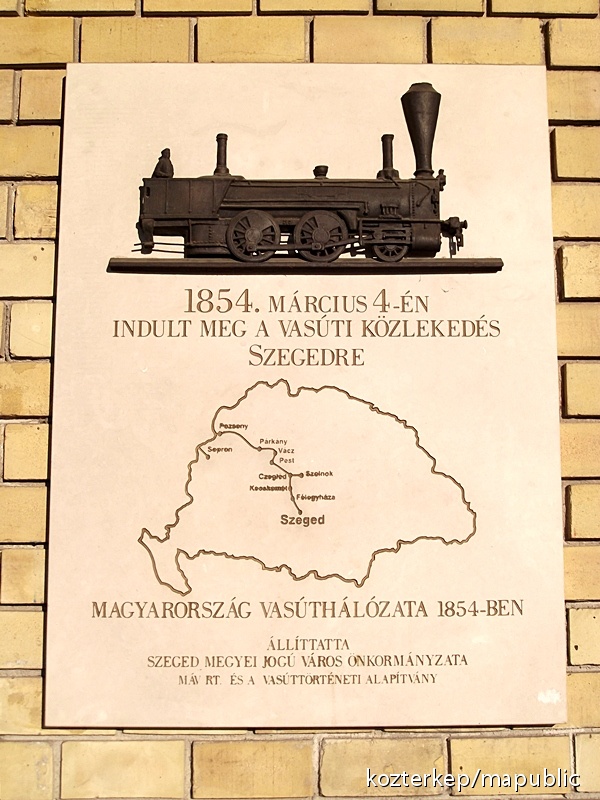 1854. MÁRCIUS 4-ÉN
INDULT MEG A VASÚTI KÖZLEKEDÉS
SZEGEDRE
Pozsony
Sopron
Párkány
Vácz
Pest
Czegléd
Szolnok
Kecskemét
Félegyháza
Szeged
MAGYARORSZÁG VASÚTHÁLÓZATA 1854-BEN
ÁLLÍTTATTA
SZEGED MEGYEI JOGÚ VÁROS ÖNKORMÁNYZATA
MÁV RT. ÉS A VASÚTTÖRTÉNETI ALAPÍTVÁNY
kozterkep/mapublic